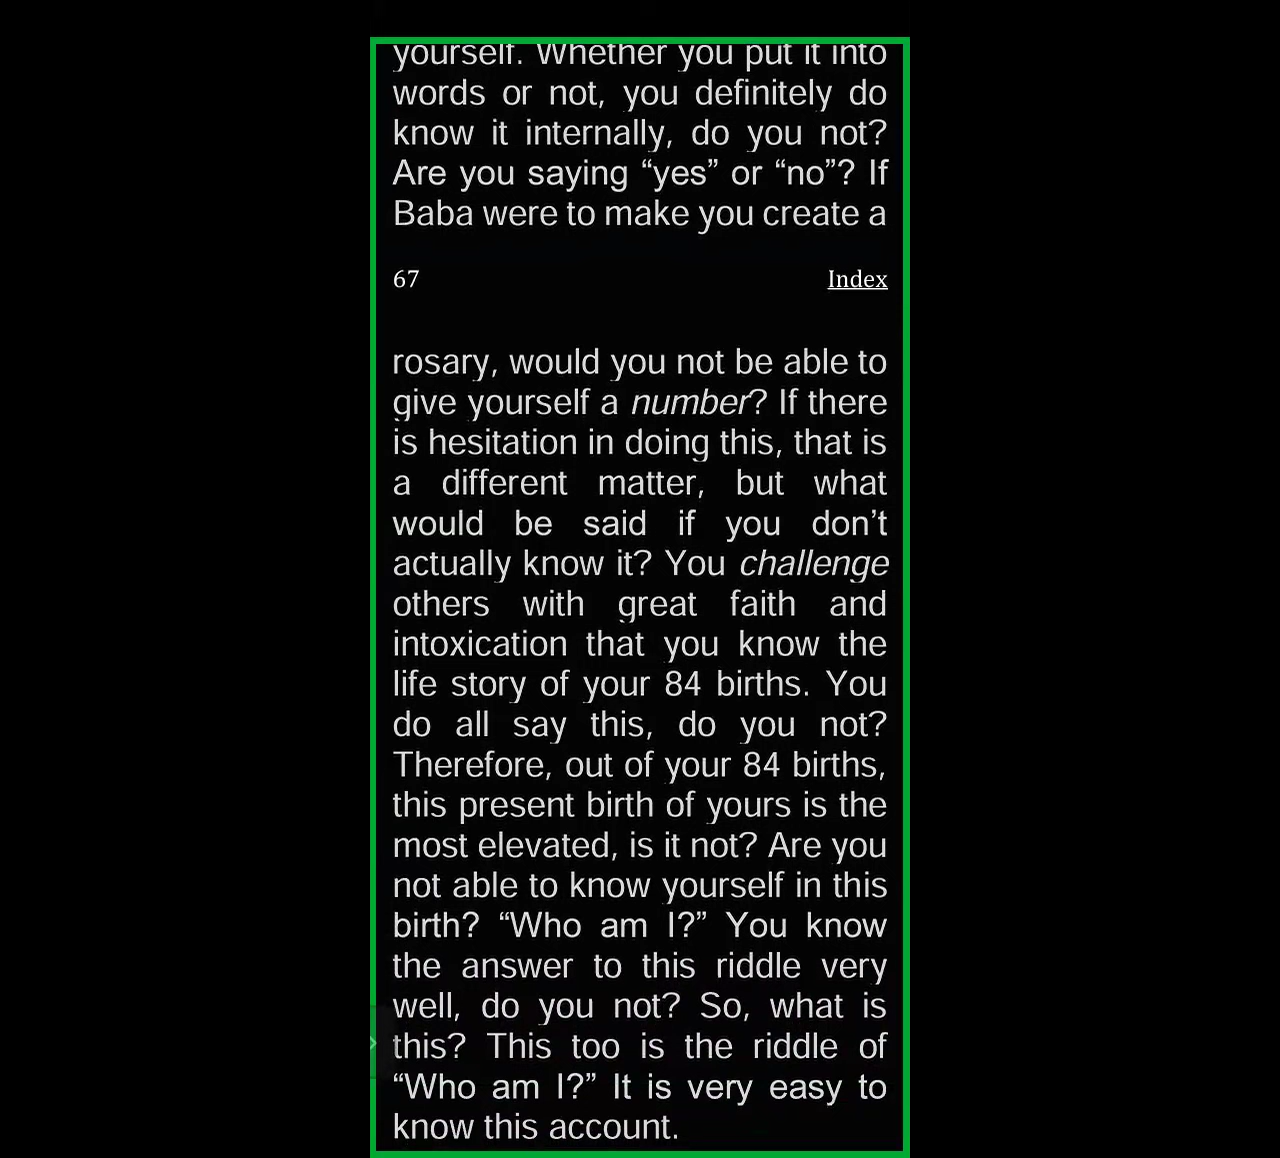 yourself. Whether you put it into
words or not, you definitely do
know it internally, do you not?
Are you saying “yes” or “no”? If
Baba were to make you create a
67 Index
rosary, would you not be able to
give yourself a number? If there
is hesitation in doing this, that is
a different matter, but what
would be said if you don’t
actually know it? You challenge
others with great faith and
intoxication that you know the
life story of your 84 births. You
do all say this, do you not?
Therefore, out of your 84 births,
this present birth of yours is the
most elevated, is it not? Are you
not able to know yourself in this
birth? “Who am I?” You know
the answer to this riddle very
well, do you not? So, what is
this? This too is the riddle of
“Who am I?” It is very easy to
know this account.